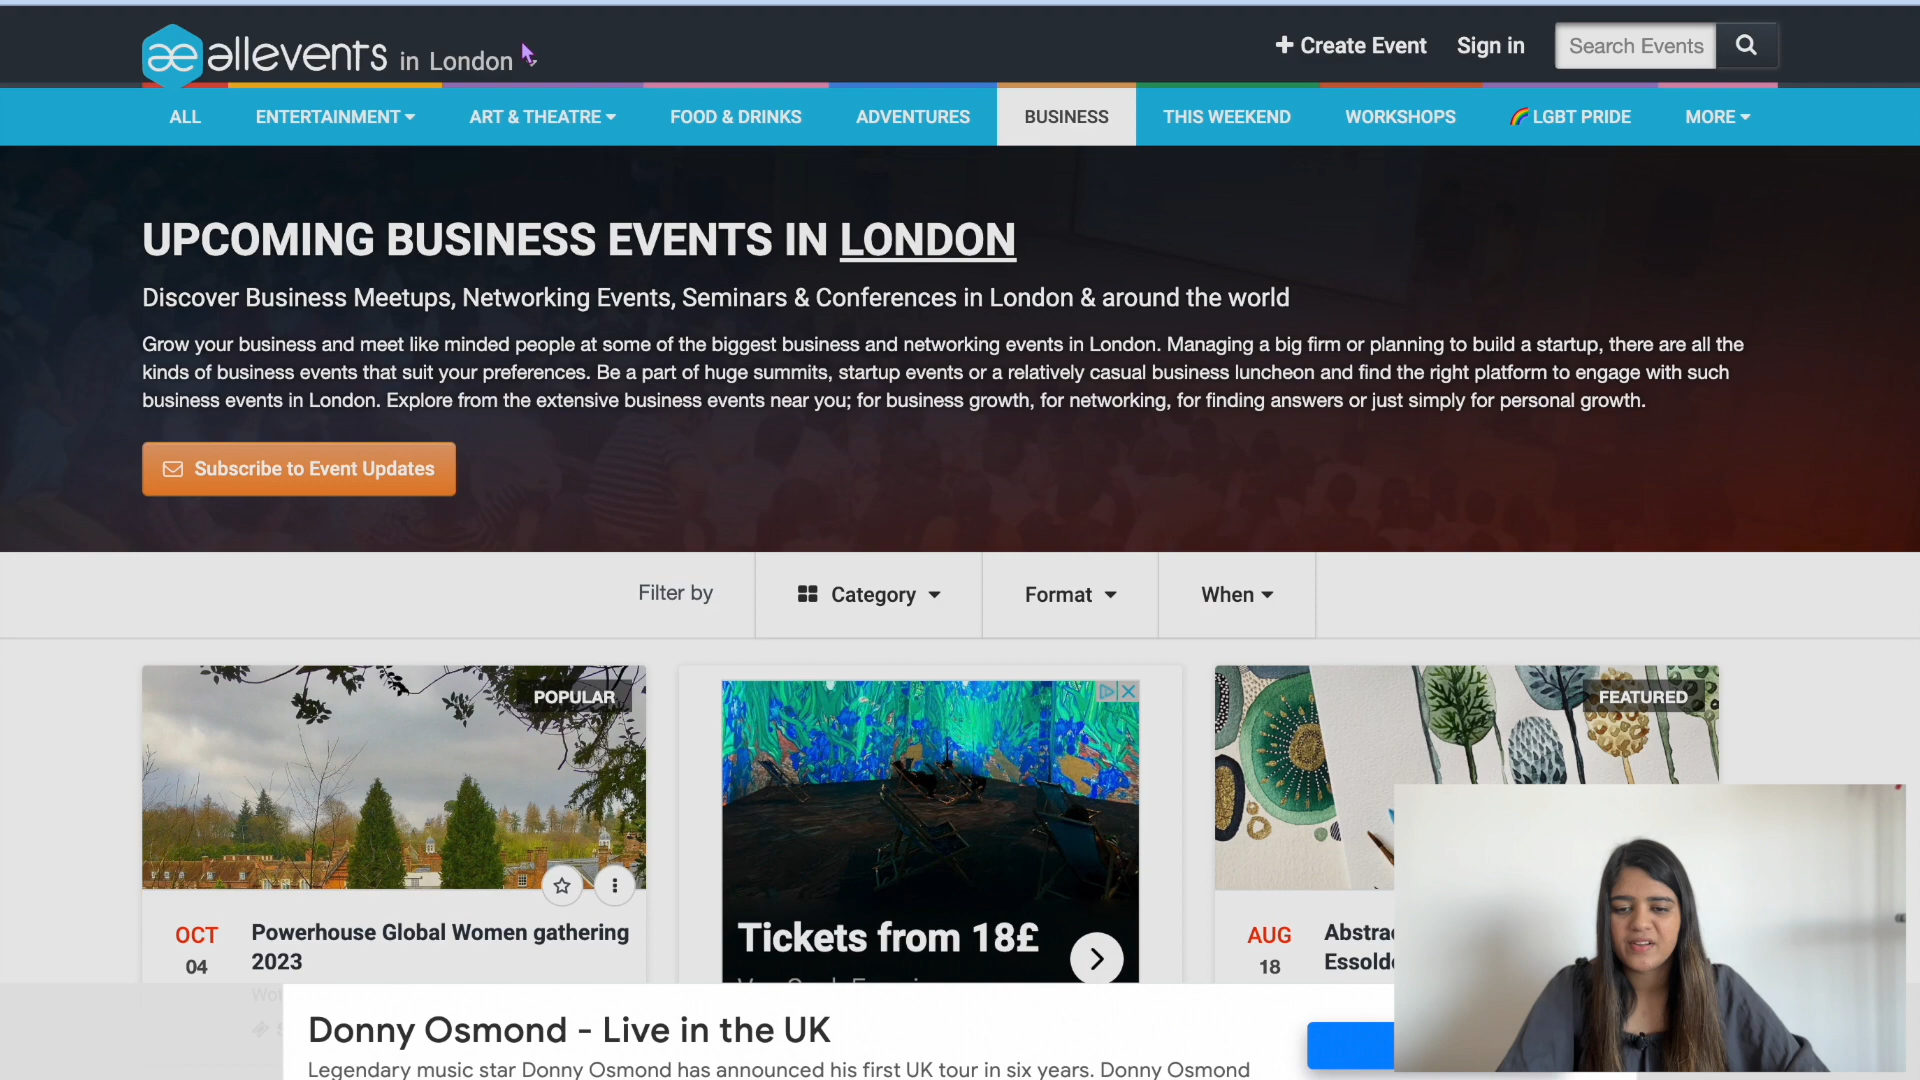 allevents in London
Create Event
Sign in
Search Events
ALL
ENTERTAINMENT
ART & THEATRE
FOOD & DRINKS
ADVENTURES
BUSINESS
THIS WEEKEND
WORKSHOPS
LGBT PRIDE
MORE
UPCOMING BUSINESS EVENTS IN LONDON
Discover Business Meetups, Networking Events, Seminars & Conferences in London & around the world
Grow your business and meet like minded people at some of the biggest business and networking events in London. Managing a big firm or planning to build a startup, there are all the
kinds of business events that suit your preferences. Be a part of huge summits, startup events or a relatively casual business luncheon and find the right platform to engage with such
business events in London. Explore from the extensive business events near you; for business growth, for networking, for finding answers or just simply for personal growth.
Subscribe to Event Updates
Filter by
Category
Format
When
POPULAR
OCT
04
Powerhouse Global Women gathering
2023
Tickets from 18£
FEATURED
AUG
18
Donny Osmond - Live in the UK
Legendary music star Donny Osmond has announced his first UK tour in six years. Donny Osmond